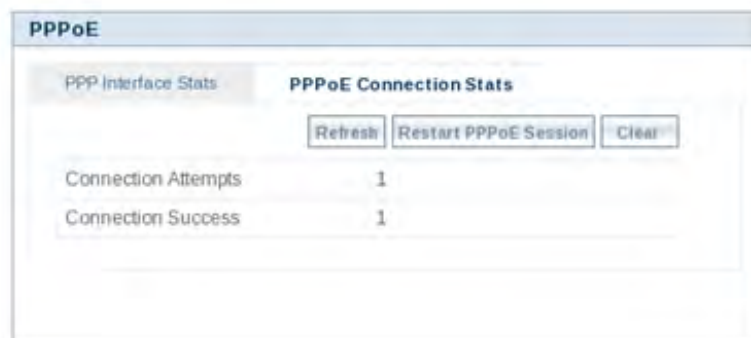 PPPoE
PPP Interface Stats PPPoE Connection Stats
Refresh Restart PPPoE Session Clear
Connection Attempts 1
Connection Success 1